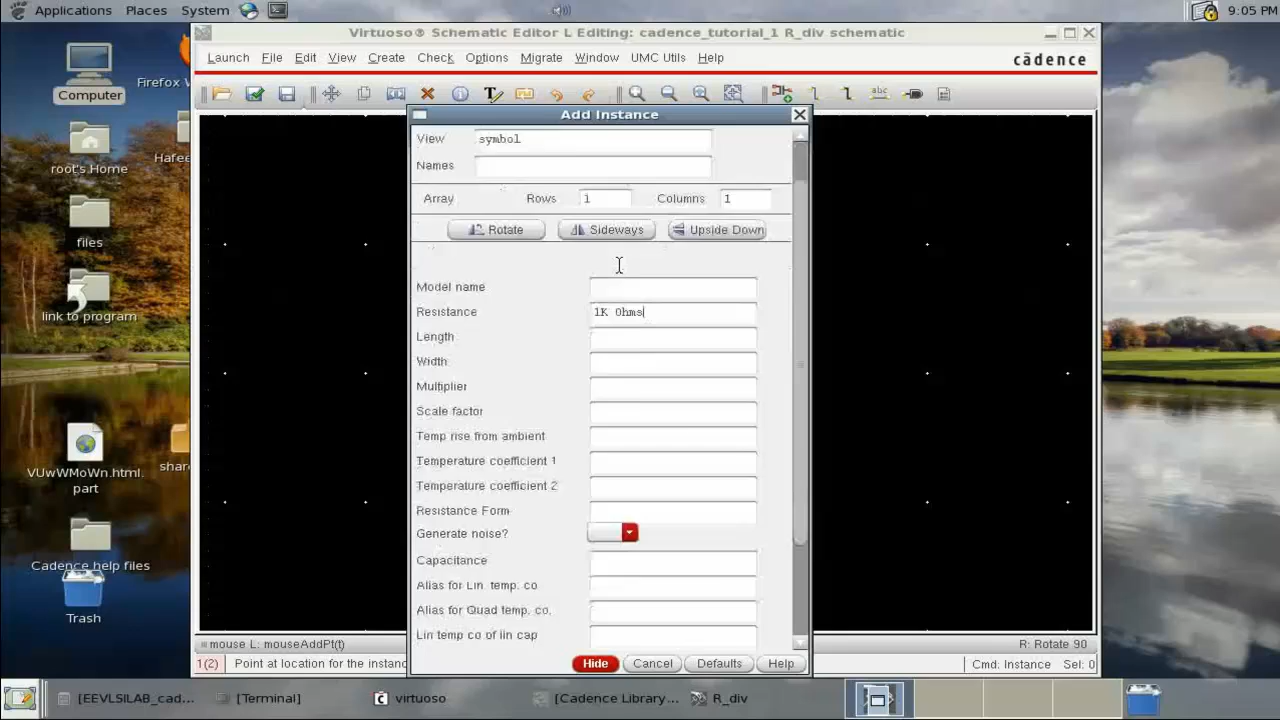 Applications Places System
9:05 PM
Virtuoso® Schematic Editor L Editing: cadence_tutorial_1 R_div schematic
Launch File Edit View Create Check Options Migrate Window UMC Utils Help
cādence
Computer
Firefox
root's Home
Hafee
files
link to program
VUwWMoWn.html.
part
shar
Cadence help files
Trash
Add Instance
View symbol
Names
Array Rows 1 Columns 1
Rotate Sideways Upside Down
Model name
Resistance 1K Ohms
Length
Width
Multiplier
Scale factor
Temp rise from ambient
Temperature coefficient 1
Temperature coefficient 2
Resistance Form
Generate noise?
Capacitance
Alias for Lin. temp. co
Alias for Quad temp. co.
Lin temp co of lin cap
Hide Cancel Defaults Help
mouse L: mouseAddPt(t)
R: Rotate 90
1(2) Point at location for the instanc
Cmd: Instance Sel: 0
[EEVLSILAB_cad... [Terminal] virtuoso [Cadence Library... R_div